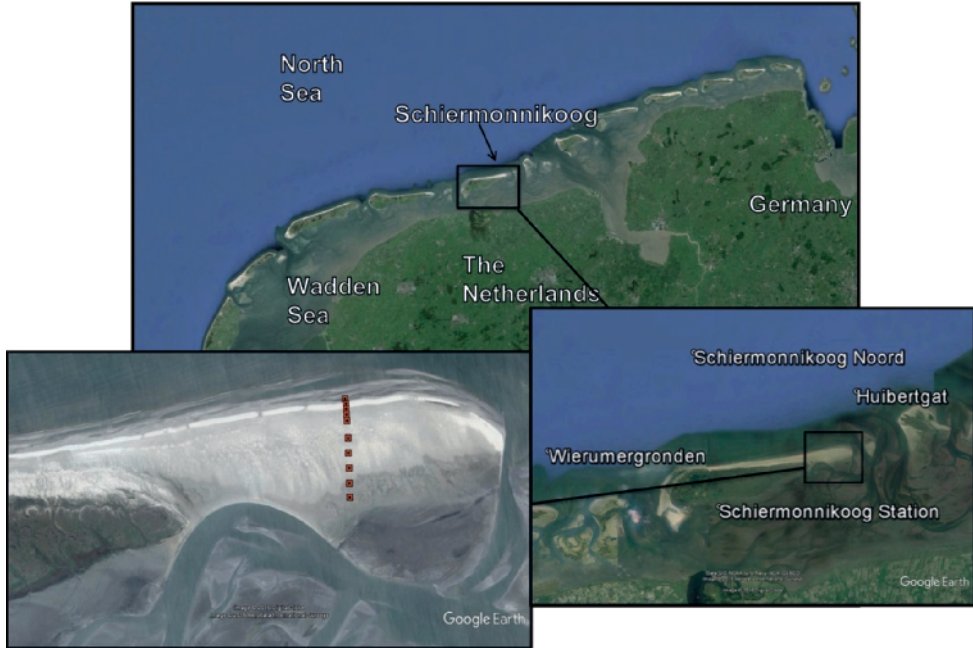 North
Sea
Schiermonnikoog
Germany
The
Netherlands
Wadden
Sea
'Schiermonnikoog Noord
'Huibertgat
'Wierumergronden
'Schiermonnikoog Station
Google Earth
Google Earth